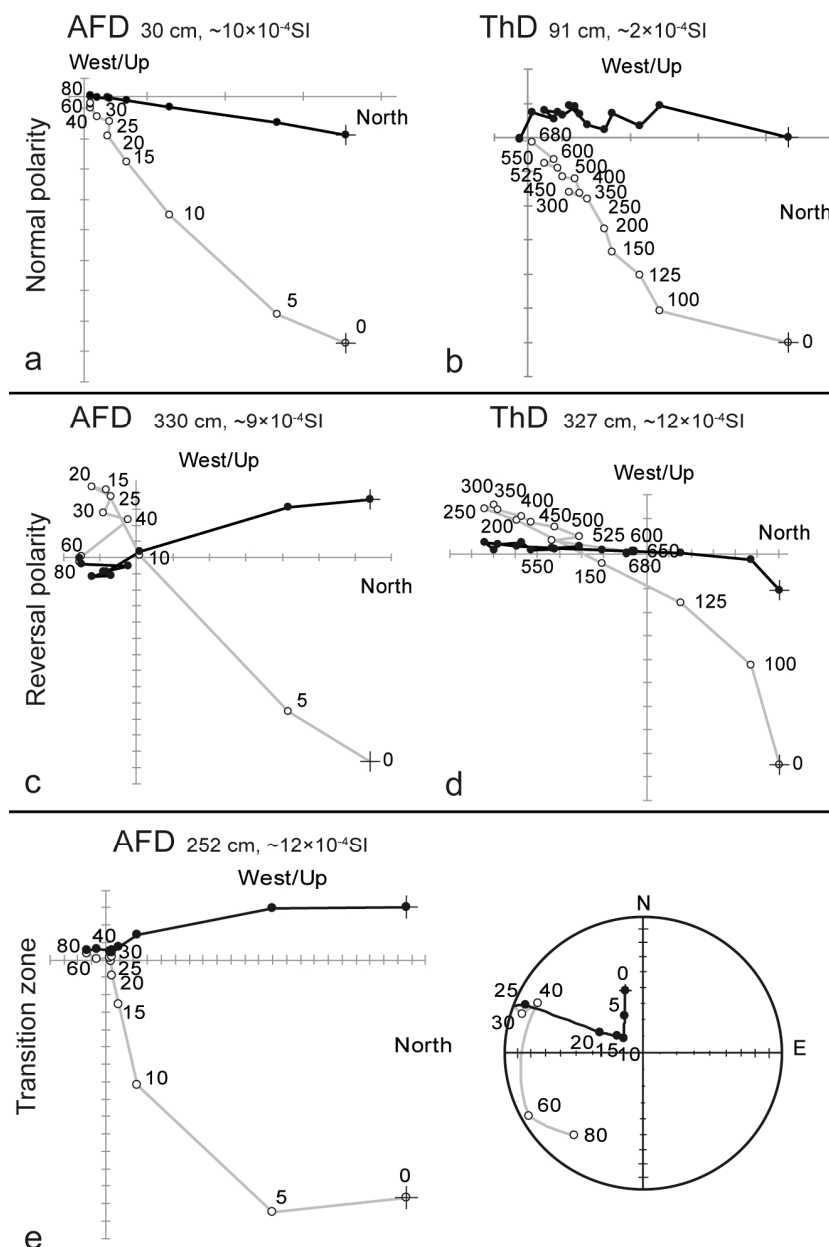 AFD 30 cm, ~10×10⁻⁴SI
West/Up
North
80
60
40
30
25
20
15
10
5
0
Normal polarity
a
ThD 91 cm, ~2×10⁻⁴SI
West/Up
North
680
600
550
500
525
400
450
350
300
250
200
150
125
100
0
b
AFD 330 cm, ~9×10⁻⁴SI
West/Up
North
20
15
25
30
40
60
80
10
5
0
Reversal polarity
c
ThD 327 cm, ~12×10⁻⁴SI
West/Up
North
300
350
250
400
200
450
500
525
600
650
550
150
680
125
100
0
d
AFD 252 cm, ~12×10⁻⁴SI
West/Up
North
40
80
30
60
25
20
15
10
5
0
Transition zone
e
N
E
0
5
25
40
30
20
15
10
60
80